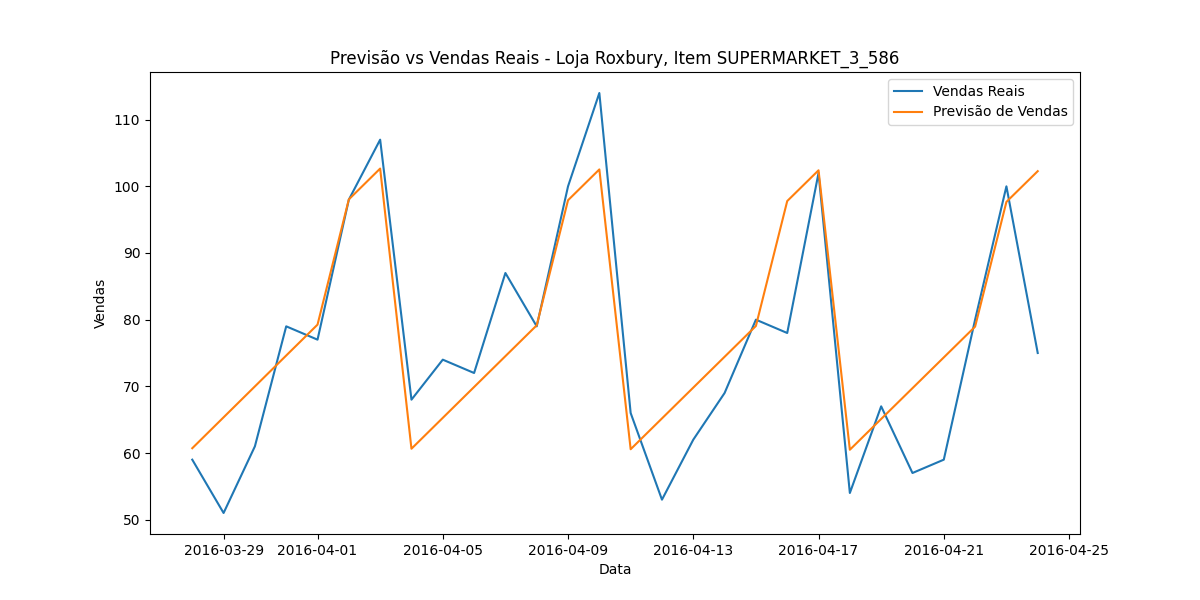 Previsão vs Vendas Reais - Loja Roxbury, Item SUPERMARKET_3_586
Vendas Reais
Previsão de Vendas
110
100
90
80
70
60
50
Vendas
2016-03-29 2016-04-01 2016-04-05 2016-04-09 2016-04-13 2016-04-17 2016-04-21 2016-04-25
Data